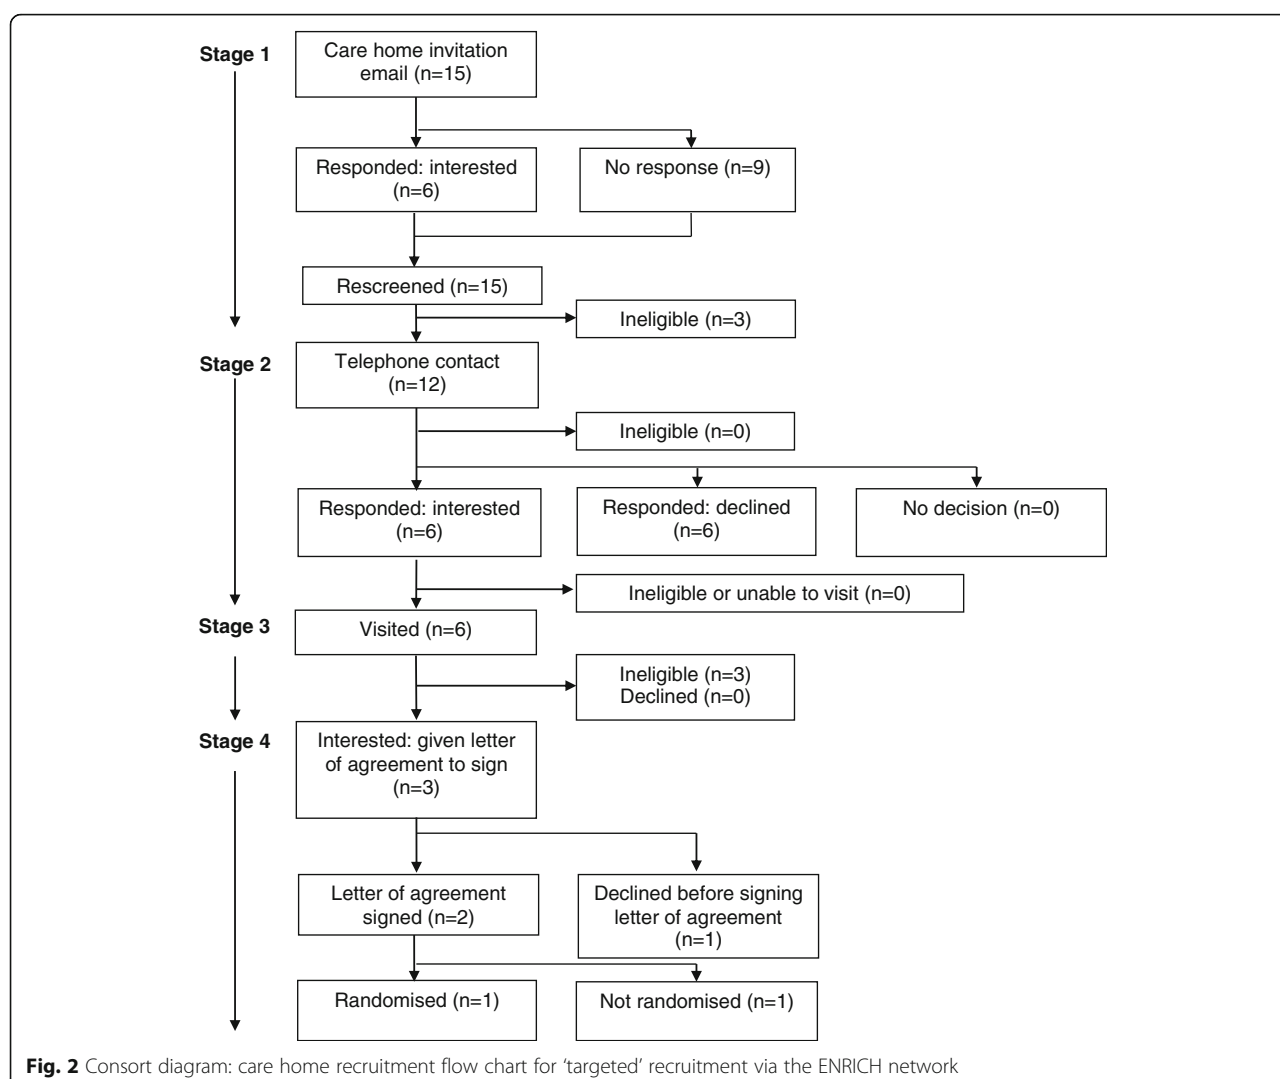 Stage 1
Care home invitation
email (n=15)
Responded: interested
(n=6)
No response (n=9)
Rescreened (n=15)
Ineligible (n=3)
Stage 2
Telephone contact
(n=12)
Ineligible (n=0)
Responded: interested
(n=6)
Responded: declined
(n=6)
No decision (n=0)
Ineligible or unable to visit (n=0)
Stage 3
Visited (n=6)
Ineligible (n=3)
Declined (n=0)
Stage 4
Interested: given letter
of agreement to sign
(n=3)
Letter of agreement
signed (n=2)
Declined before signing
letter of agreement
(n=1)
Randomised (n=1)
Not randomised (n=1)
Fig. 2 Consort diagram: care home recruitment flow chart for ‘targeted’ recruitment via the ENRICH network